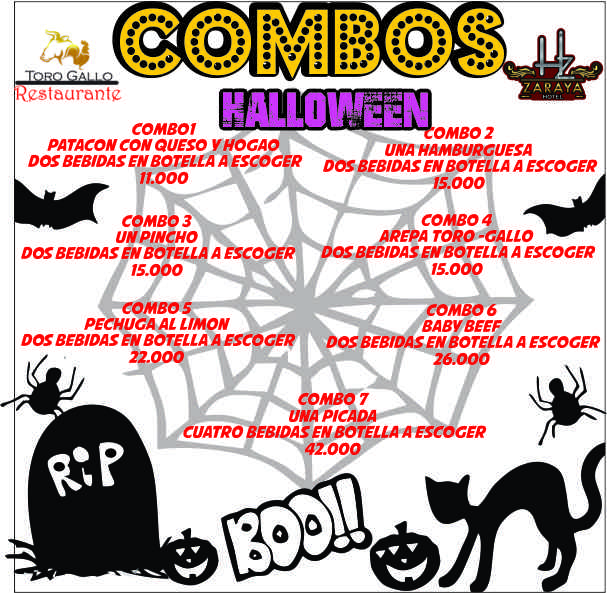 COMBOS
TORO GALLO
Restaurante
HZ
ZARAYA
HOTEL
HALLOWEEN
COMBO1
PATACON CON QUESO Y HOGAO
DOS BEBIDAS EN BOTELLA A ESCOGER
11.000
COMBO 2
UNA HAMBURGUESA
DOS BEBIDAS EN BOTELLA A ESCOGER
15.000
COMBO 3
UN PINCHO
DOS BEBIDAS EN BOTELLA A ESCOGER
15.000
COMBO 4
AREPA TORO -GALLO
DOS BEBIDAS EN BOTELLA A ESCOGER
15.000
COMBO 5
PECHUGA AL LIMON
DOS BEBIDAS EN BOTELLA A ESCOGER
22.000
COMBO 6
BABY BEEF
DOS BEBIDAS EN BOTELLA A ESCOGER
26.000
COMBO 7
UNA PICADA
CUATRO BEBIDAS EN BOTELLA A ESCOGER
42.000
RiP
BOO!!